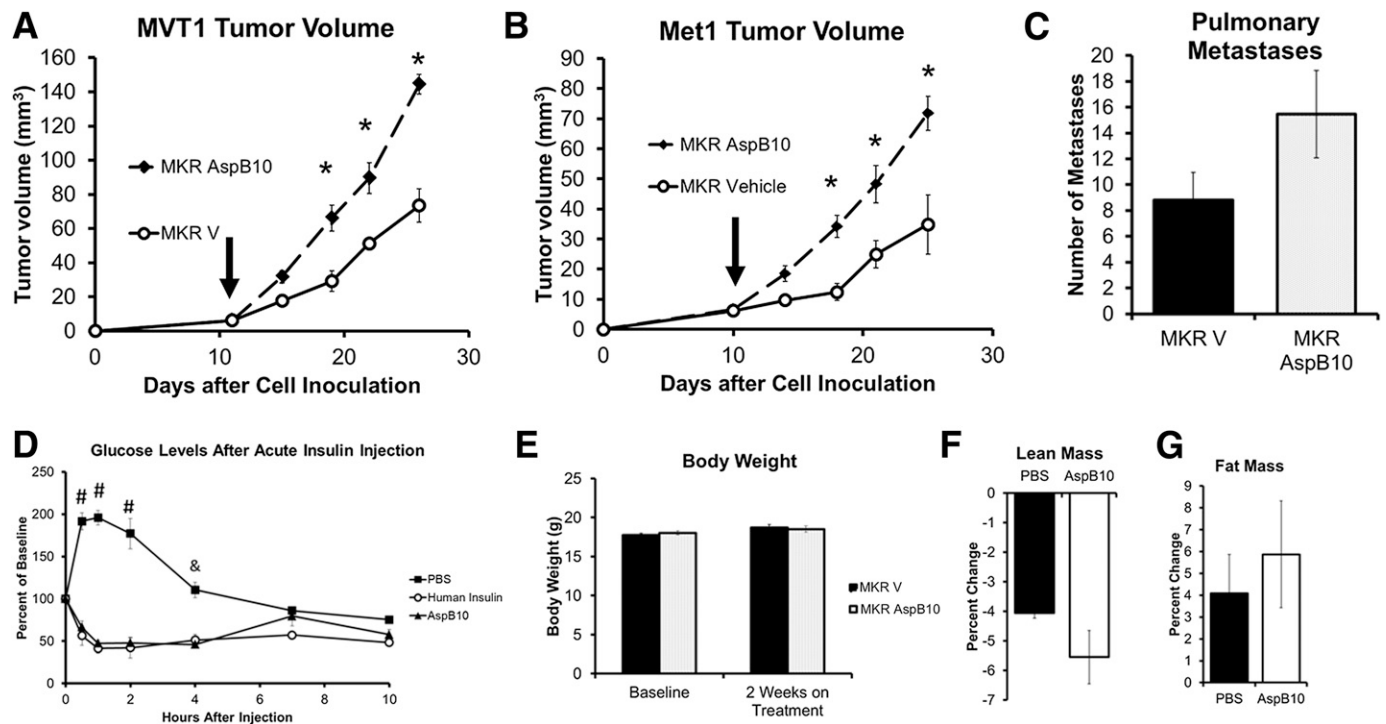 A
MVT1 Tumor Volume
Tumor volume (mm³)
160
140
120
100
80
60
40
20
0
*
*
*
MKR AspB10
MKR V
0
10
20
30
Days after Cell Inoculation
B
Met1 Tumor Volume
Tumor volume (mm³)
90
80
70
60
50
40
30
20
10
0
*
*
*
MKR AspB10
MKR Vehicle
0
10
20
30
Days after Cell Inoculation
C
Pulmonary
Metastases
Number of Metastases
20
18
16
14
12
10
8
6
4
2
0
MKR V
MKR
AspB10
D
Glucose Levels After Acute Insulin Injection
Percent of Baseline
250
200
150
100
50
0
#
#
#
&
PBS
Human Insulin
AspB10
0
2
4
6
8
10
Hours After Injection
E
Body Weight
Body Weight (g)
25
20
15
10
5
0
MKR V
MKR AspB10
Baseline
2 Weeks on
Treatment
F
Lean Mass
PBS
AspB10
Percent Change
0
-1
-2
-3
-4
-5
-6
-7
G
Fat Mass
Percent Change
9
8
7
6
5
4
3
2
1
0
PBS
AspB10